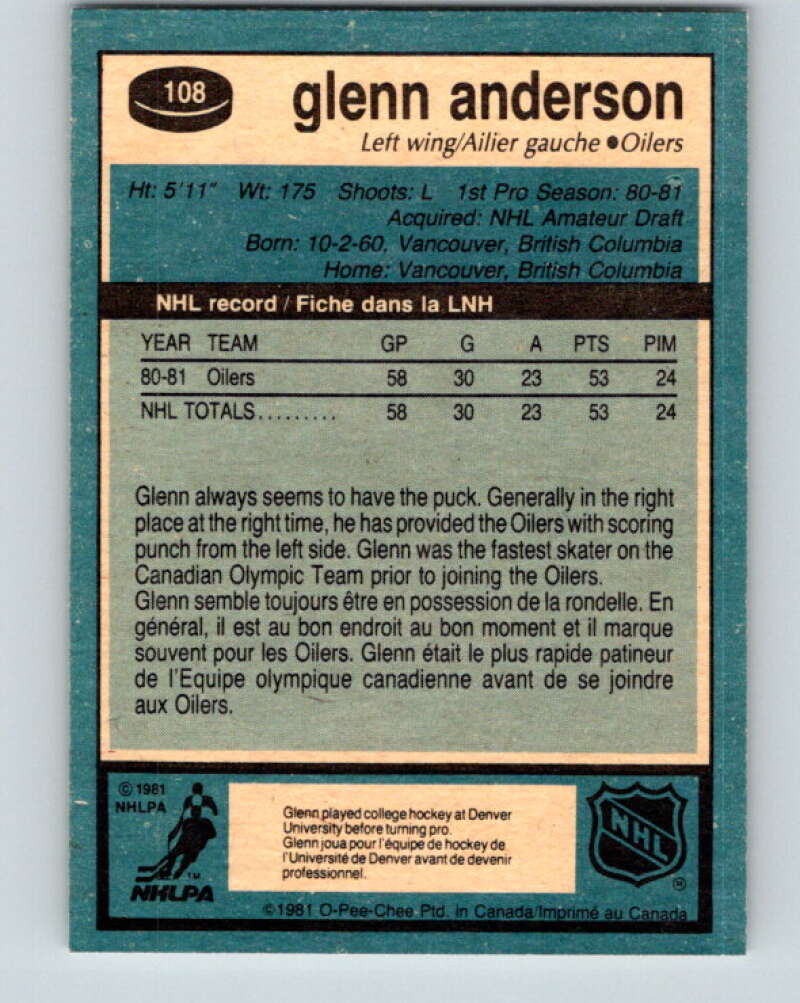 108
glenn anderson
Left wing/Ailier gauche ● Oilers
Ht: 5'11" Wt: 175 Shoots: L 1st Pro Season: 80-81
Acquired: NHL Amateur Draft
Born: 10-2-60, Vancouver, British Columbia
Home: Vancouver, British Columbia
NHL record / Fiche dans la LNH
YEAR TEAM GP G A PTS PIM
80-81 Oilers 58 30 23 53 24
NHL TOTALS......... 58 30 23 53 24
Glenn always seems to have the puck. Generally in the right
place at the right time, he has provided the Oilers with scoring
punch from the left side. Glenn was the fastest skater on the
Canadian Olympic Team prior to joining the Oilers.
Glenn semble toujours être en possession de la rondelle. En
général, il est au bon endroit au bon moment et il marque
souvent pour les Oilers. Glenn était le plus rapide patineur
de l'Equipe olympique canadienne avant de se joindre
aux Oilers.
© 1981
NHLPA
TM
NHLPA
Glenn played college hockey at Denver
University before turning pro.
Glenn joua pour l'équipe de hockey de
l'Université de Denver avant de devenir
professionnel.
NHL
© 1981 O-Pee-Chee Ptd. in Canada/Imprimé au Canada